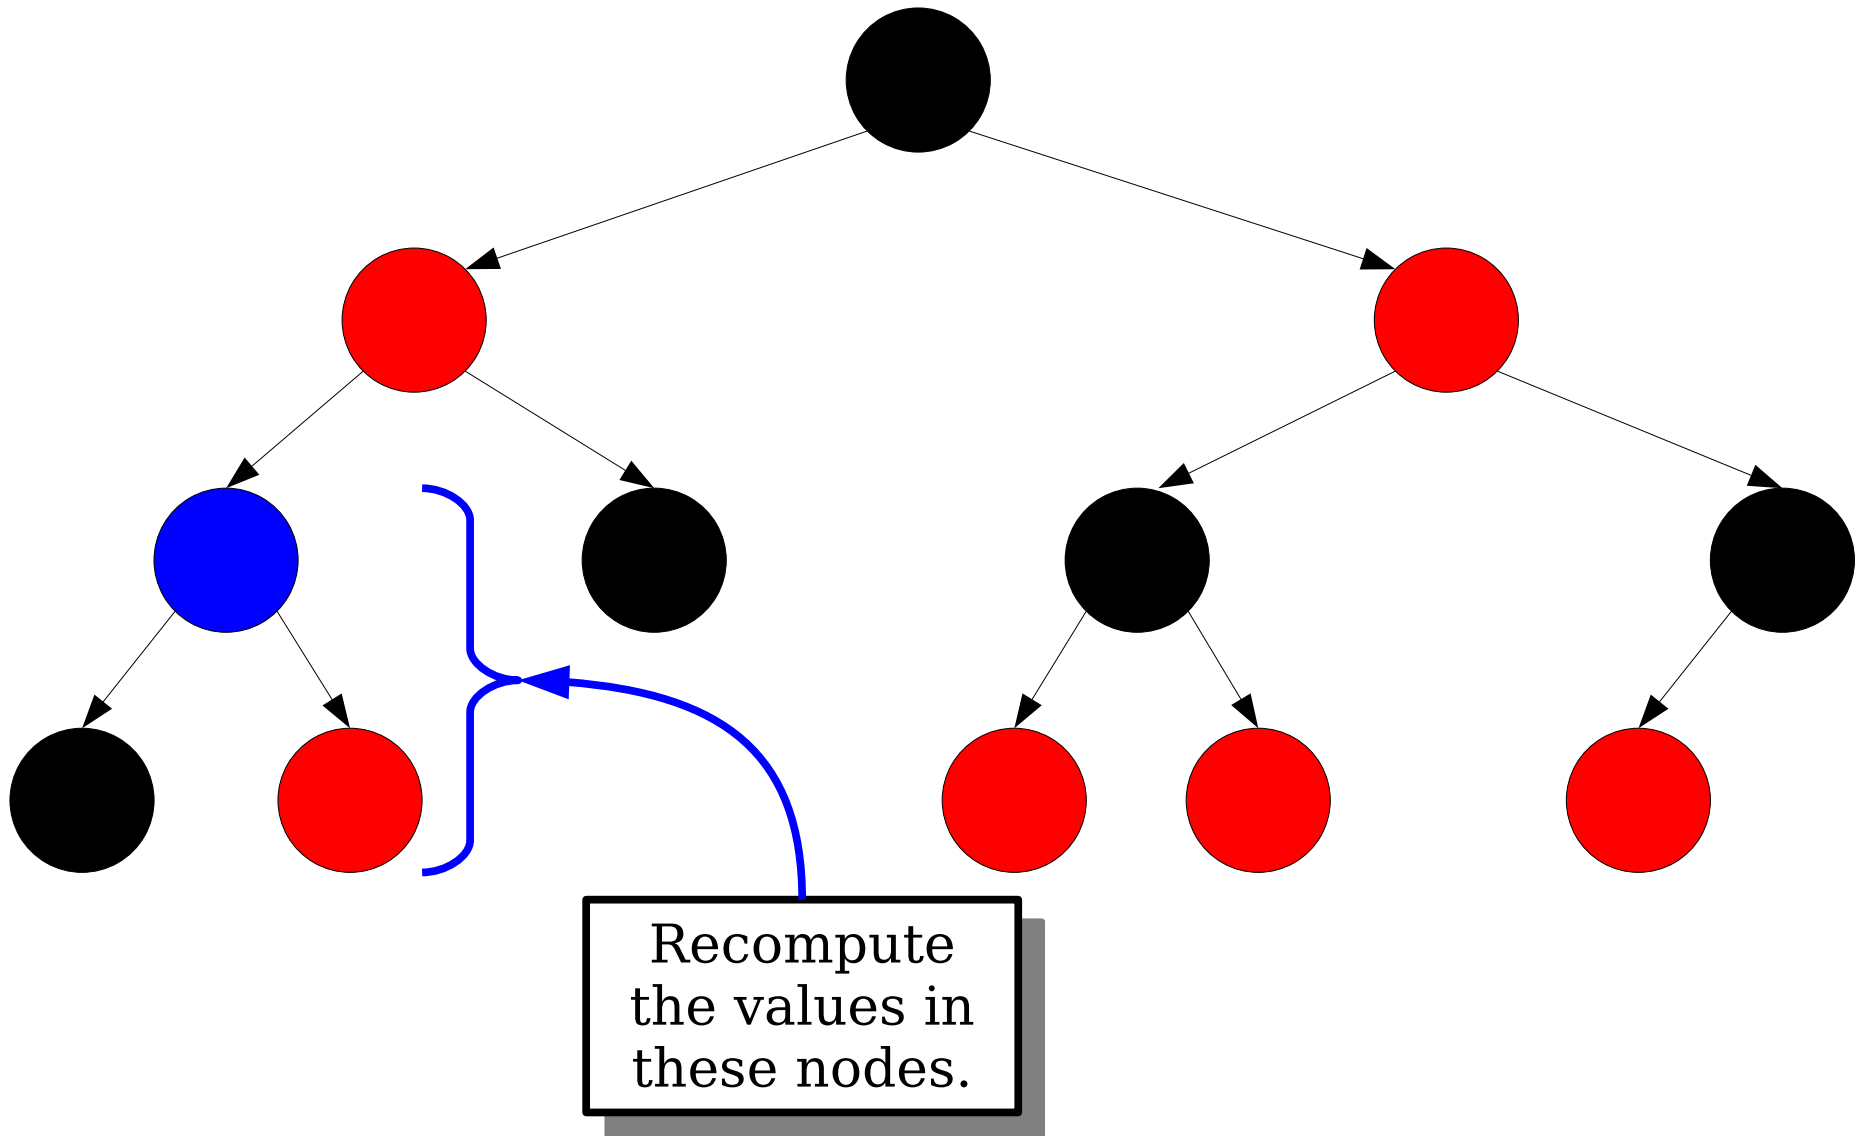 Recompute
the values in
these nodes.